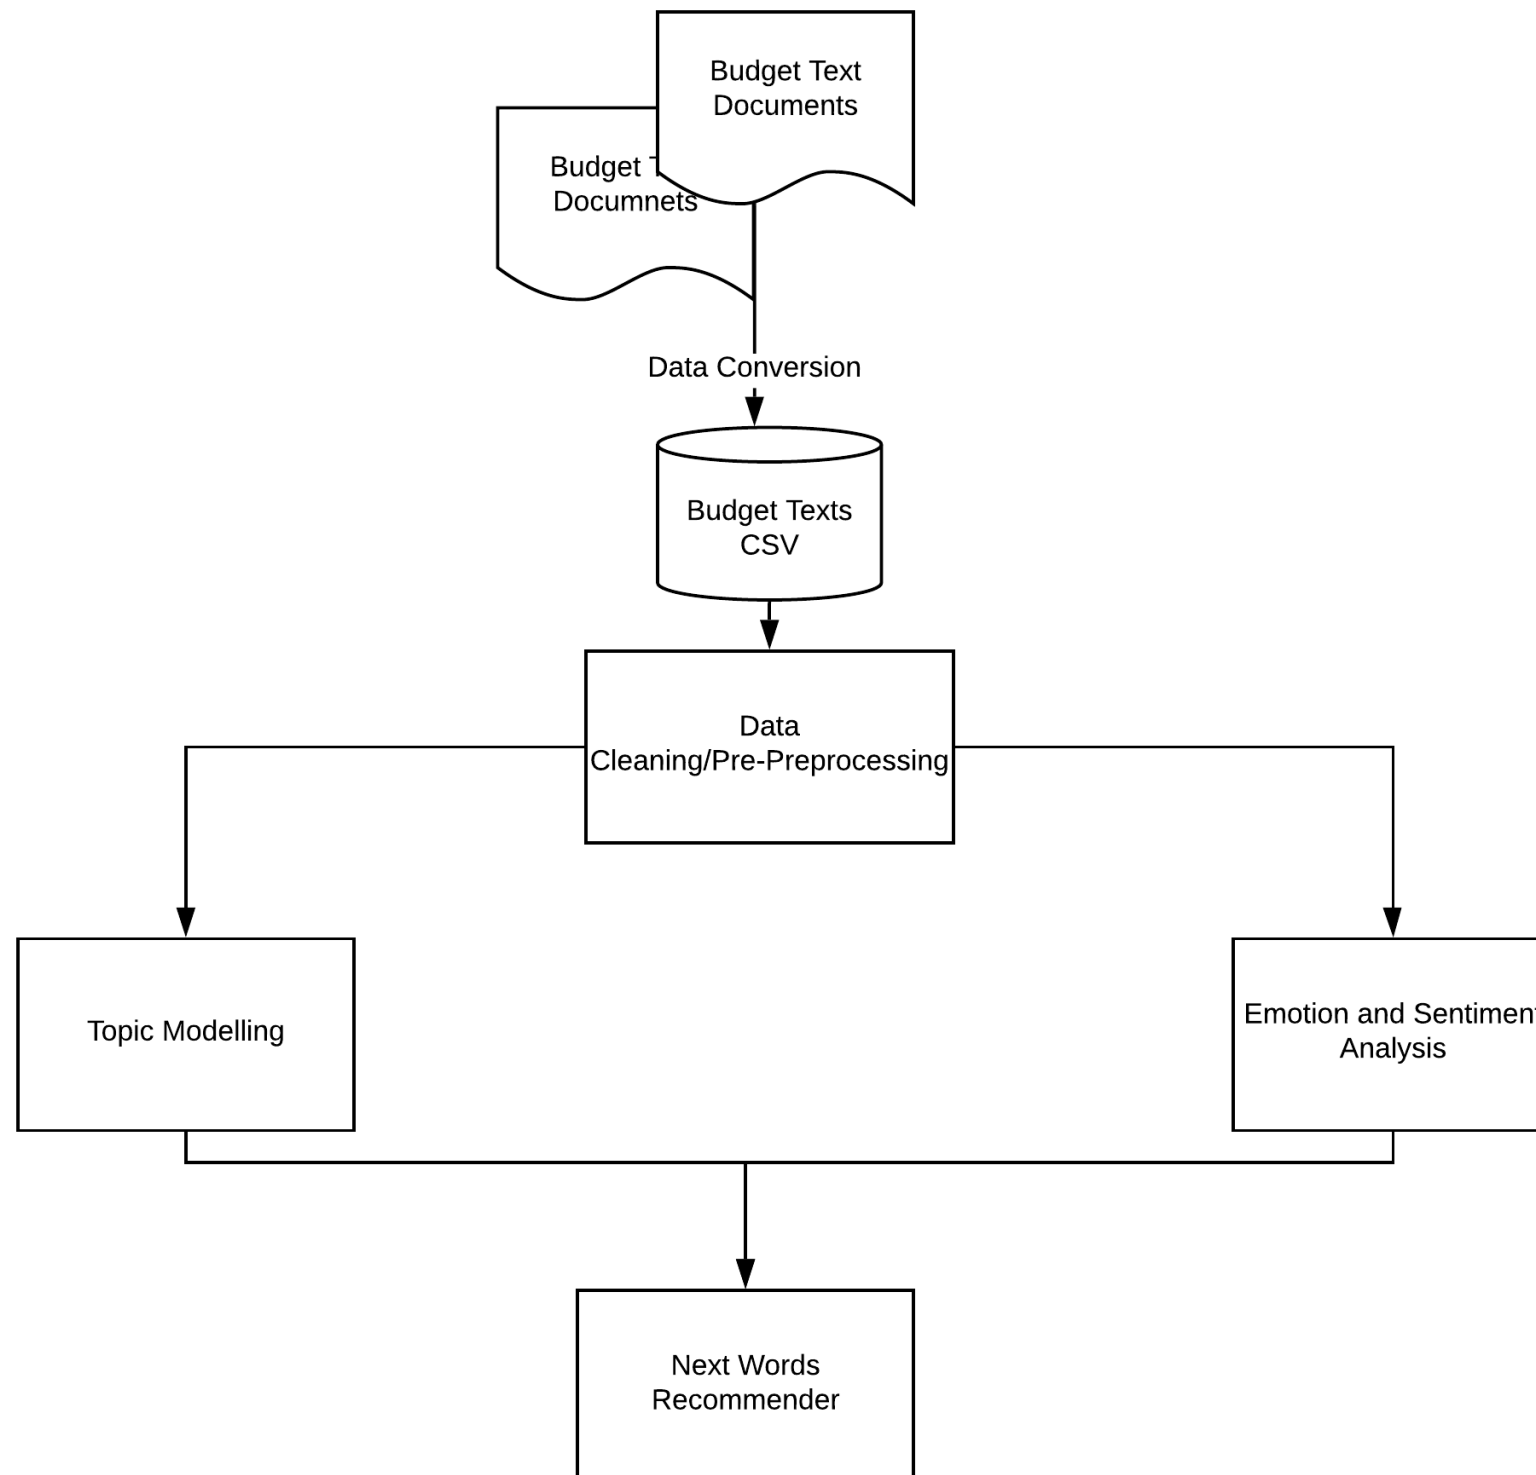 Budget Text
Documents
Budget
Documnets
Data Conversion
Budget Texts
CSV
Data
Cleaning/Pre-Preprocessing
Topic Modelling
Emotion and Sentiment
Analysis
Next Words
Recommender